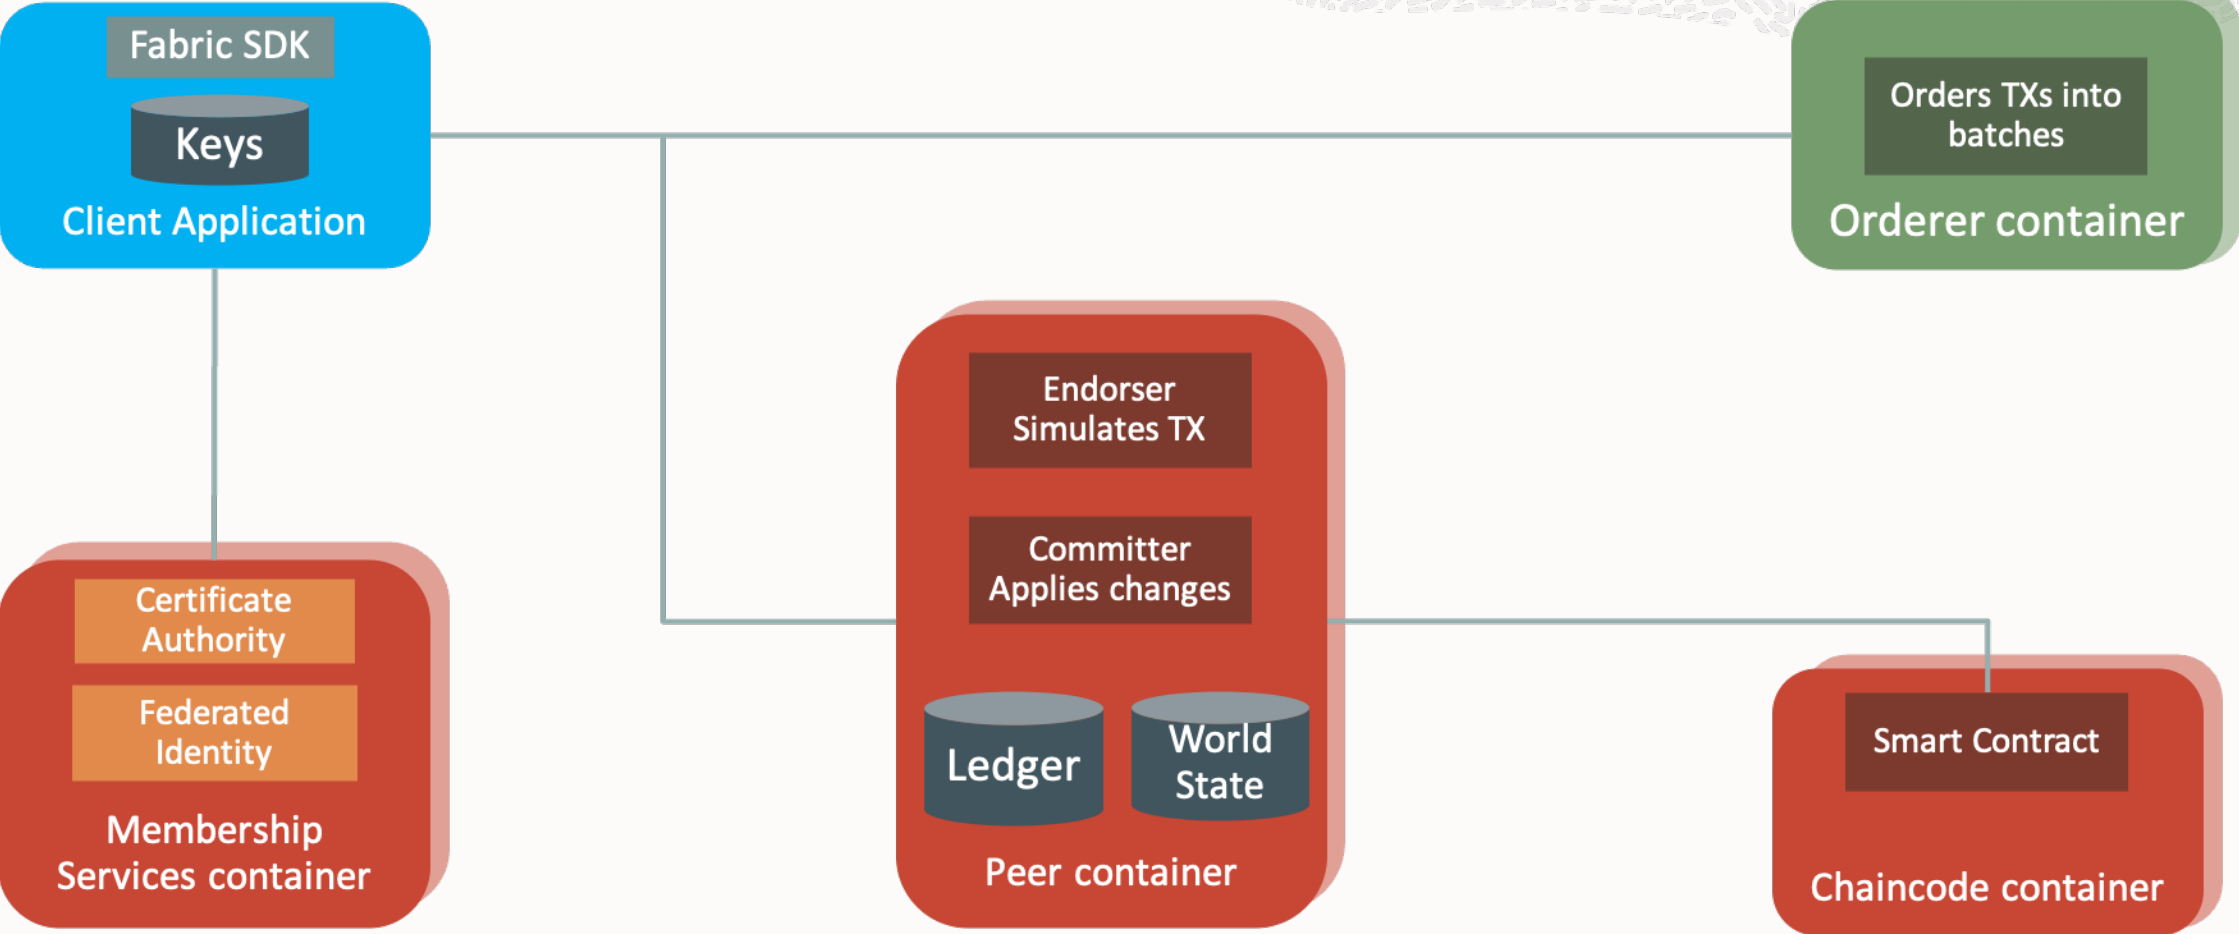 Fabric SDK
Keys
Client Application
Orders TXs into
batches
Orderer container
Endorser
Simulates TX
Committer
Applies changes
Ledger
World
State
Peer container
Certificate
Authority
Federated
Identity
Membership
Services container
Smart Contract
Chaincode container